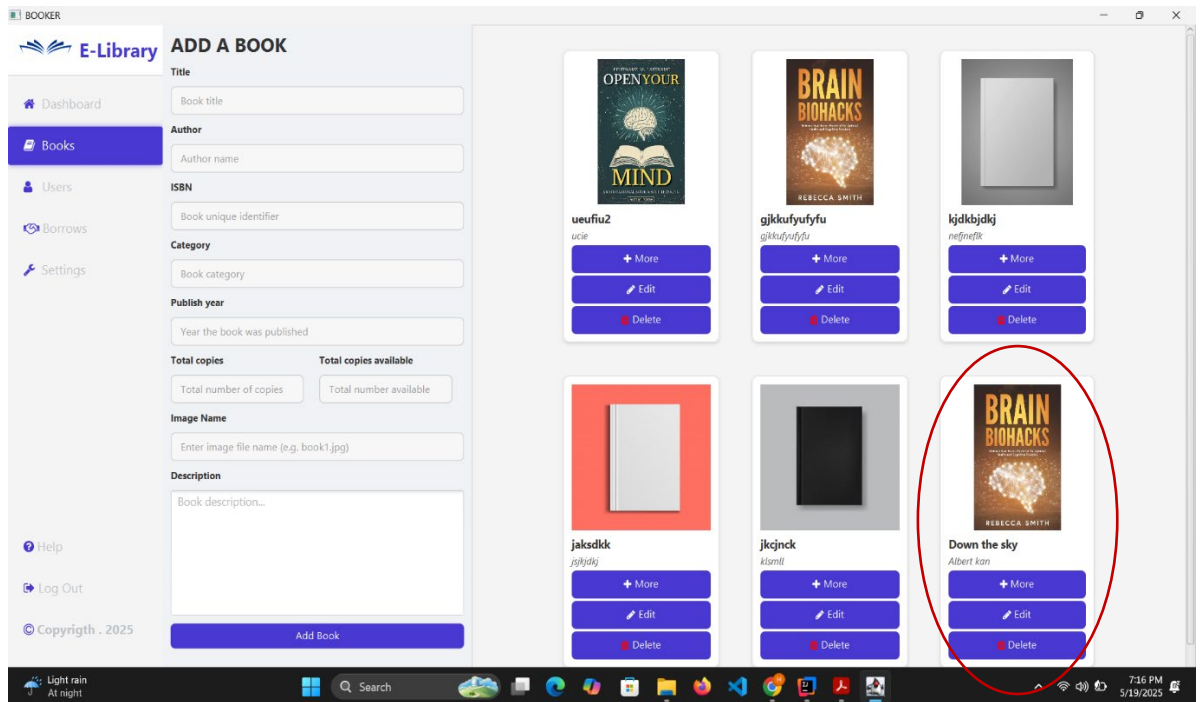 BOOKER
E-Library
Dashboard
Books
Users
Borrows
Settings
Help
Log Out
© Copyrigth . 2025
ADD A BOOK
Title
Book title
Author
Author name
ISBN
Book unique identifier
Category
Book category
Publish year
Year the book was published
Total copies
Total number of copies
Total copies available
Total number available
Image Name
Enter image file name (e.g. book1.jpg)
Description
Book description...
Add Book
OPEN YOUR
MIND
ueufiu2
ucie
+ More
Edit
Delete
BRAIN
BIOHACKS
REBECCA SMITH
gjkkufyufyfu
gjkkufyufyfu
+ More
Edit
Delete
kjdkbjdkj
nefjneflk
+ More
Edit
Delete
jaksdkk
jsjkjdkj
+ More
Edit
Delete
jkcjnck
klsmll
+ More
Edit
Delete
BRAIN
BIOHACKS
REBECCA SMITH
Down the sky
Albert kan
+ More
Edit
Delete
Light rain
At night
Search
7:16 PM
5/19/2025